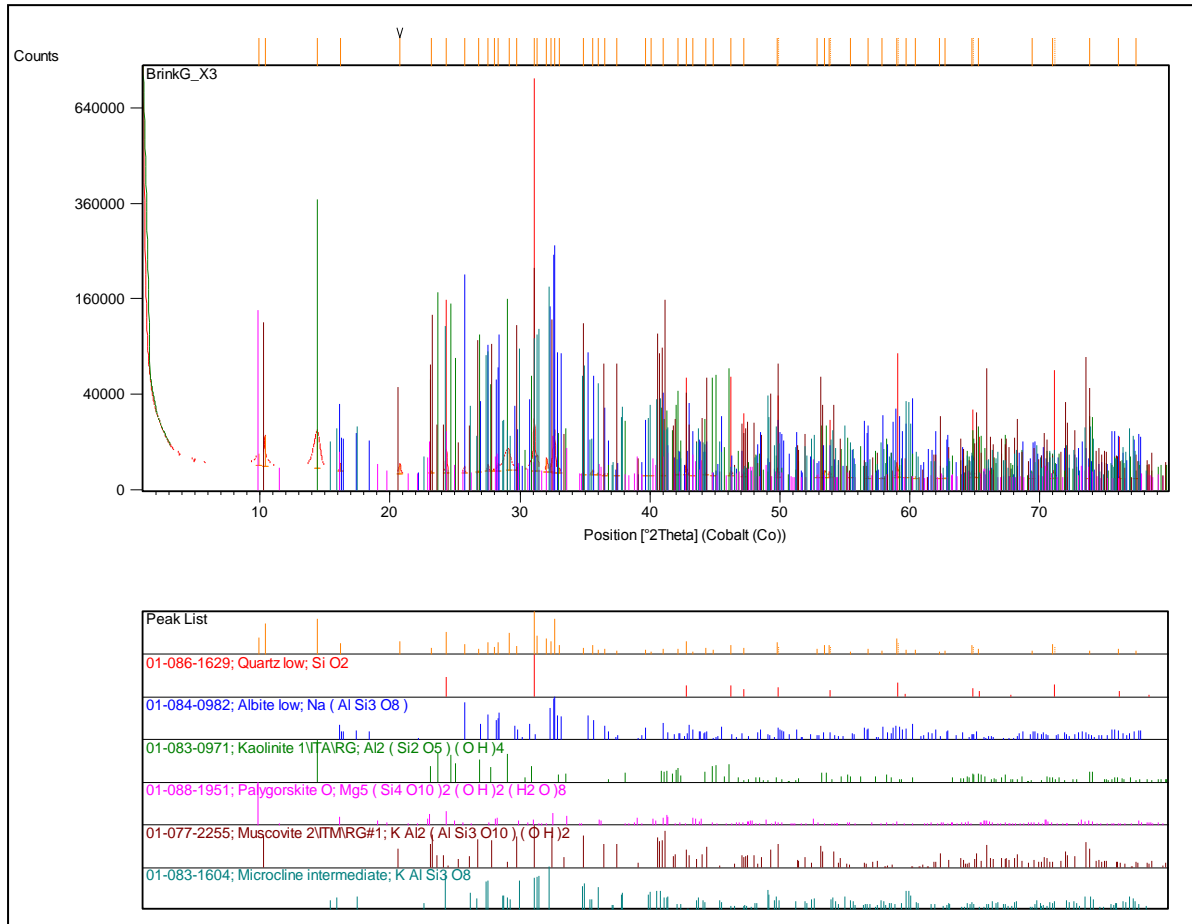 Counts
BrinkG_X3
640000
360000
160000
40000
0
10 20 30 40 50 60 70
Position [°2Theta] (Cobalt (Co))
Peak List
01-086-1629; Quartz low; Si O2
01-084-0982; Albite low; Na ( Al Si3 O8 )
01-083-0971; Kaolinite 1\ITA\RG; Al2 ( Si2 O5 ) ( O H )4
01-088-1951; Palygorskite O; Mg5 ( Si4 O10 )2 ( O H )2 ( H2 O )8
01-077-2255; Muscovite 2\ITM\RG#1; K Al2 ( Al Si3 O10 ) ( O H )2
01-083-1604; Microcline intermediate; K Al Si3 O8